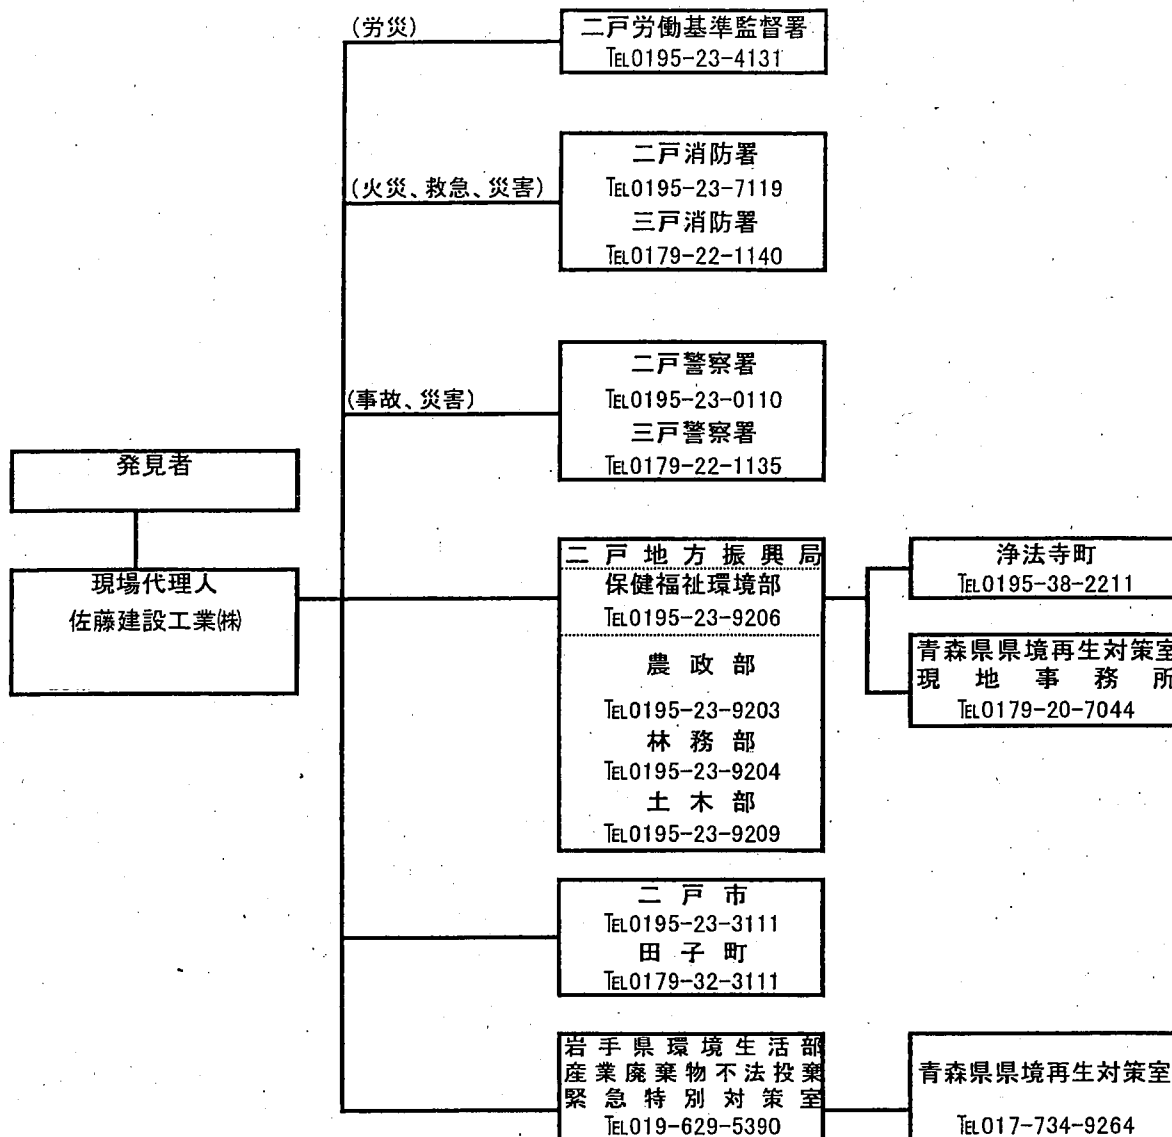 (労災)
二戸労働基準監督署
℡0195-23-4131
(火災、救急、災害)
二戸消防署
℡0195-23-7119
三戸消防署
℡0179-22-1140
(事故、災害)
二戸警察署
℡0195-23-0110
三戸警察署
℡0179-22-1135
発見者
現場代理人
佐藤建設工業㈱
二戸地方振興局
保健福祉環境部
℡0195-23-9206
農政部
℡0195-23-9203
林務部
℡0195-23-9204
土木部
℡0195-23-9209
浄法寺町
℡0195-38-2211
青森県県境再生対策室
現地事務所
℡0179-20-7044
二戸市
℡0195-23-3111
田子町
℡0179-32-3111
岩手県環境生活部
産業廃棄物不法投棄
緊急特別対策室
℡019-629-5390
青森県県境再生対策室
℡017-734-9264